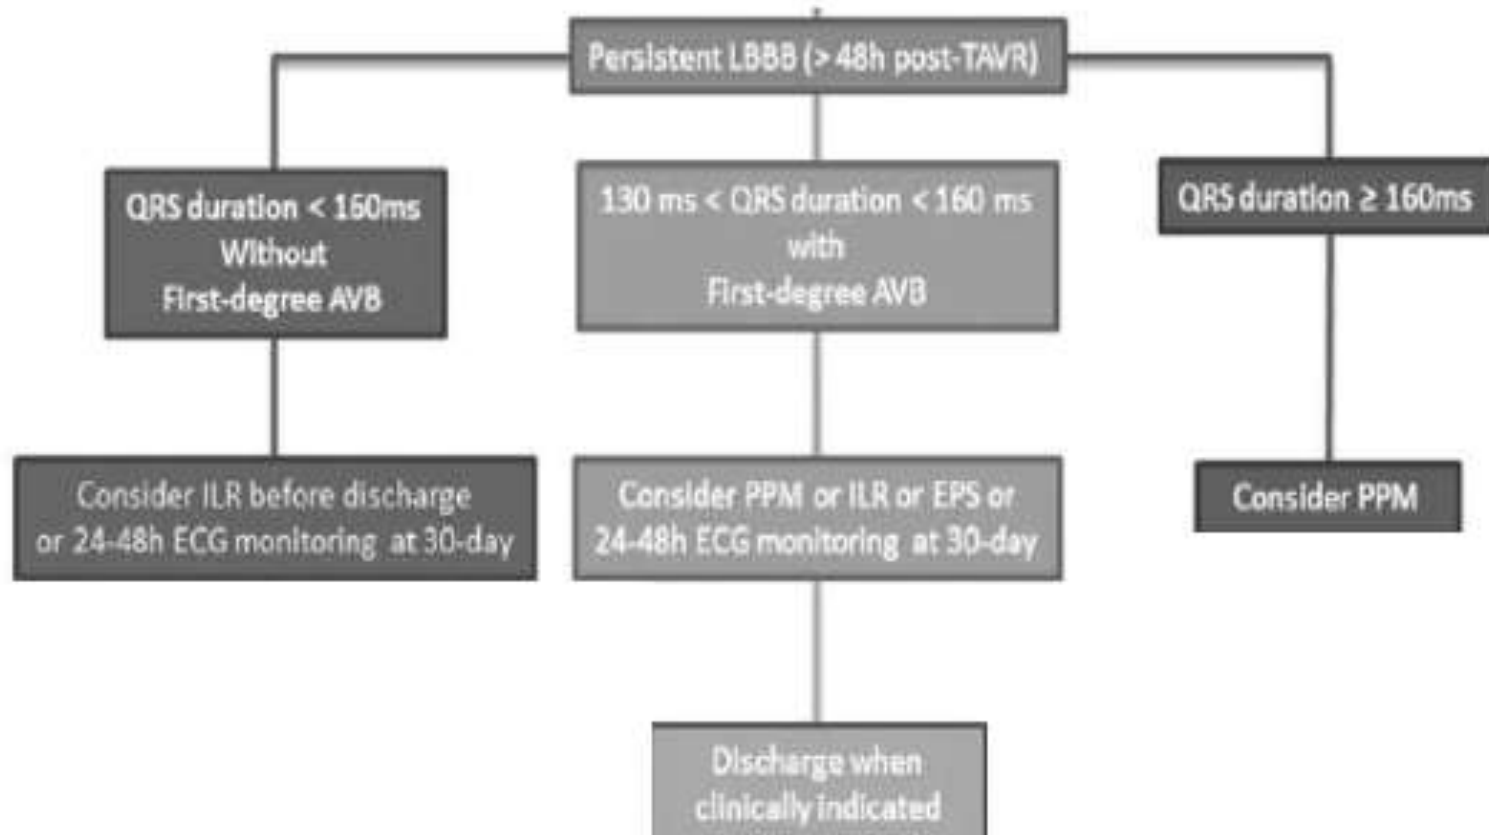 Persistent LBBB (> 48h post-TAVR)
QRS duration < 160ms
Without
First-degree AVB
130 ms < QRS duration < 160 ms
with
First-degree AVB
QRS duration ≥ 160ms
Consider ILR before discharge
or 24-48h ECG monitoring at 30-day
Consider PPM or ILR or EPS or
24-48h ECG monitoring at 30-day
Consider PPM
Discharge when
clinically indicated